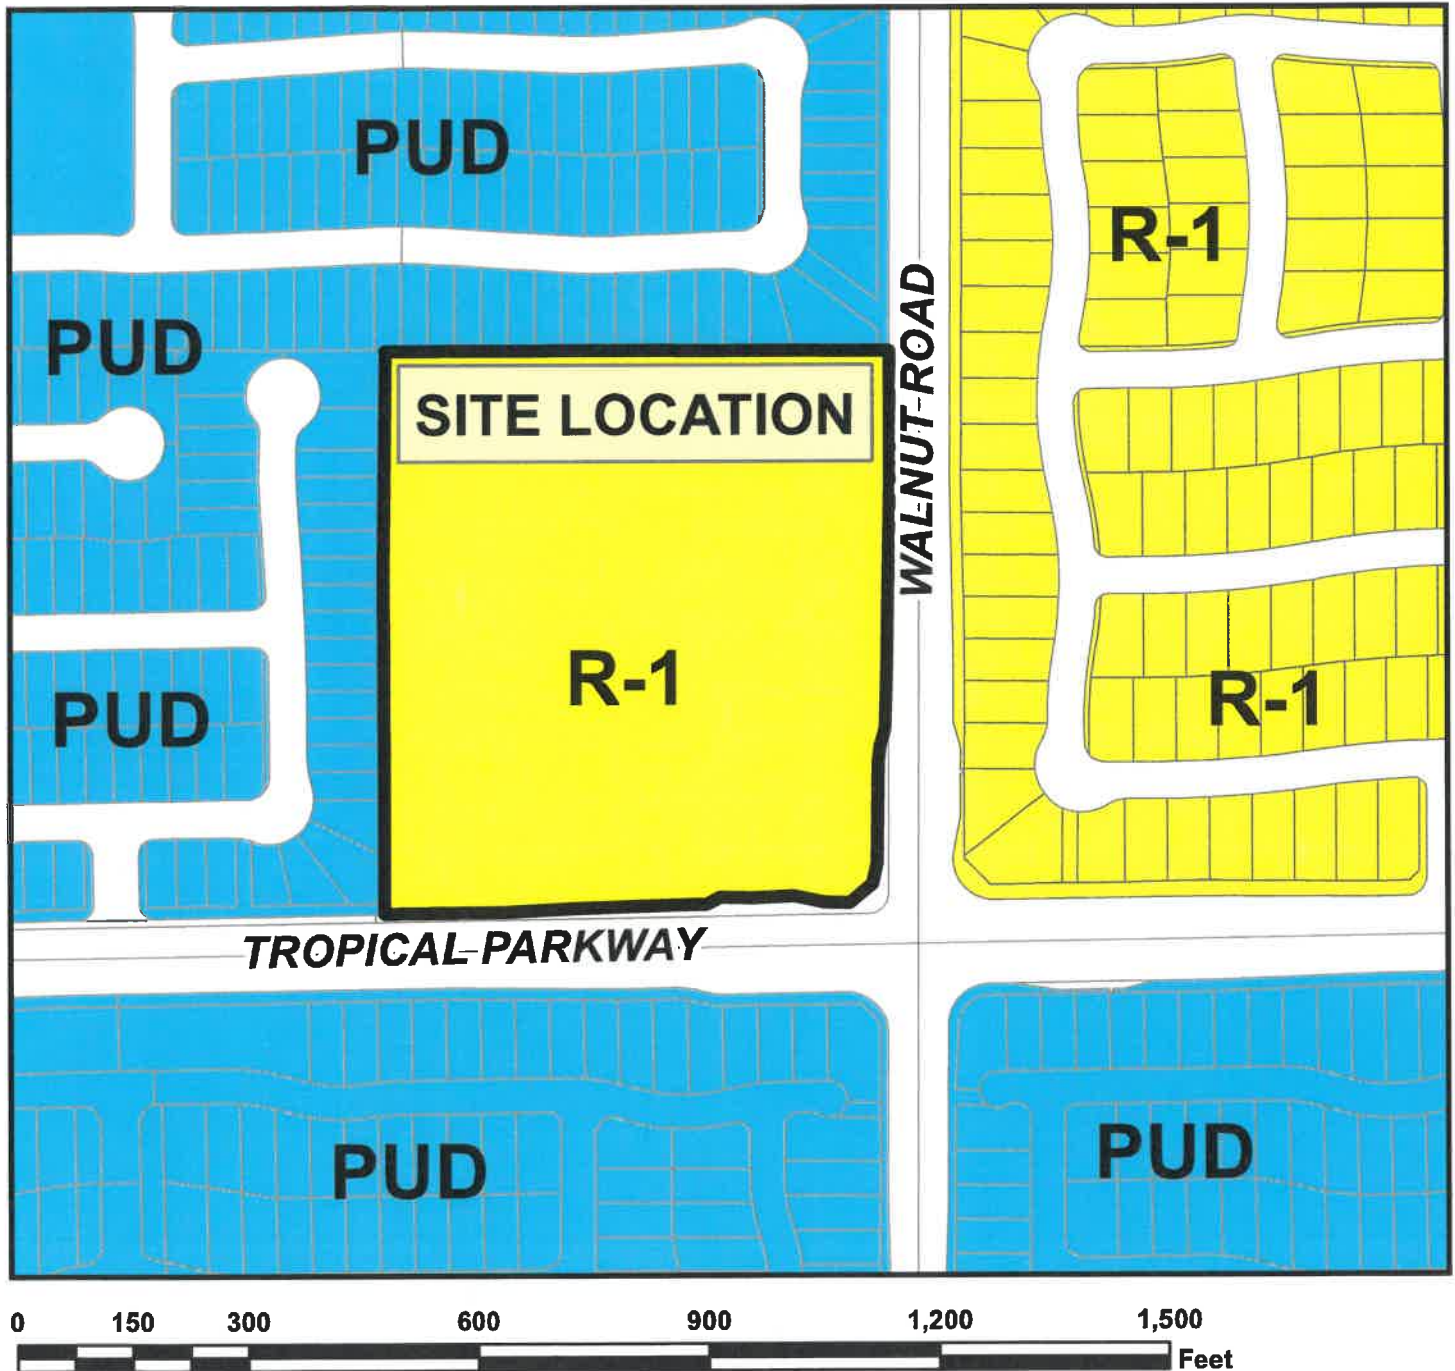 PUD
R-1
PUD
SITE LOCATION
WALNUT ROAD
R-1
R-1
PUD
TROPICAL PARKWAY
PUD
PUD
0 150 300 600 900 1,200 1,500
Feet